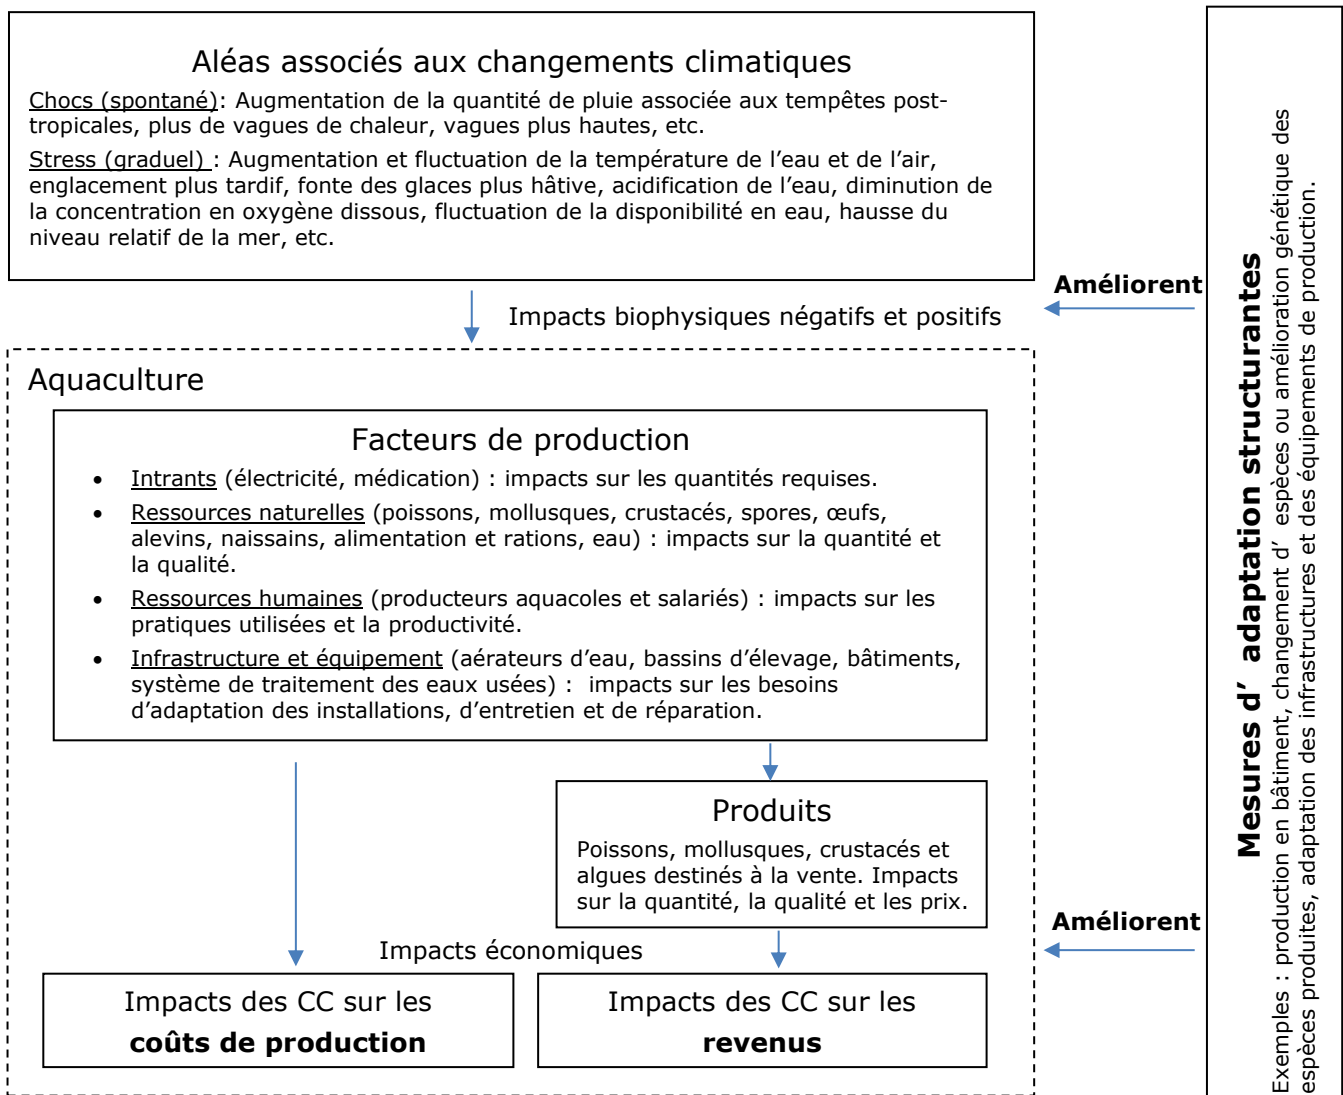 Aléas associés aux changements climatiques
Chocs (spontané): Augmentation de la quantité de pluie associée aux tempêtes post-
tropicales, plus de vagues de chaleur, vagues plus hautes, etc.
Stress (graduel) : Augmentation et fluctuation de la température de l’eau et de l’air,
englacement plus tardif, fonte des glaces plus hâtive, acidification de l’eau, diminution de
la concentration en oxygène dissous, fluctuation de la disponibilité en eau, hausse du
niveau relatif de la mer, etc.
Améliorent
Impacts biophysiques négatifs et positifs
Aquaculture
Facteurs de production
• Intrants (électricité, médication) : impacts sur les quantités requises.
• Ressources naturelles (poissons, mollusques, crustacés, spores, œufs,
alevins, naissains, alimentation et rations, eau) : impacts sur la quantité et
la qualité.
• Ressources humaines (producteurs aquacoles et salariés) : impacts sur les
pratiques utilisées et la productivité.
• Infrastructure et équipement (aérateurs d’eau, bassins d’élevage, bâtiments,
système de traitement des eaux usées) : impacts sur les besoins
d’adaptation des installations, d’entretien et de réparation.
Produits
Poissons, mollusques, crustacés et
algues destinés à la vente. Impacts
sur la quantité, la qualité et les prix.
Améliorent
Impacts économiques
Impacts des CC sur les
coûts de production
Impacts des CC sur les
revenus
Mesures d’ adaptation structurantes
Exemples : production en bâtiment, changement d’ espèces ou amélioration génétique des
espèces produites, adaptation des infrastructures et des équipements de production.